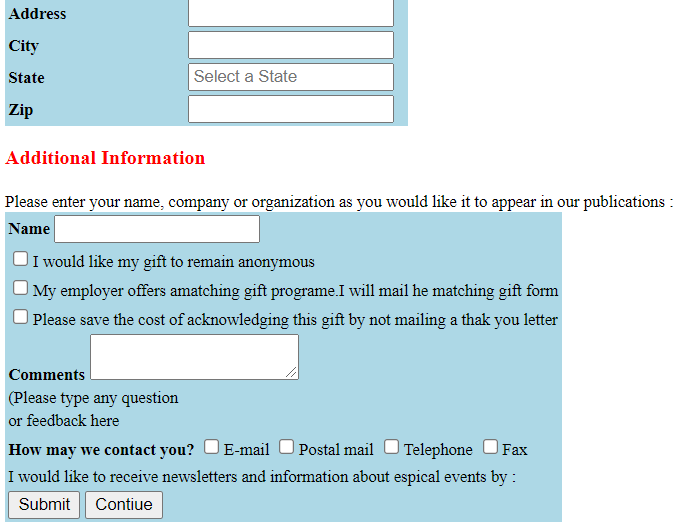 Address
City
State Select a State
Zip
Additional Information
Please enter your name, company or organization as you would like it to appear in our publications :
Name
I would like my gift to remain anonymous
My employer offers amatching gift programe.I will mail he matching gift form
Please save the cost of acknowledging this gift by not mailing a thak you letter
Comments
(Please type any question
or feedback here
How may we contact you? E-mail Postal mail Telephone Fax
I would like to receive newsletters and information about espical events by :
Submit Contiue